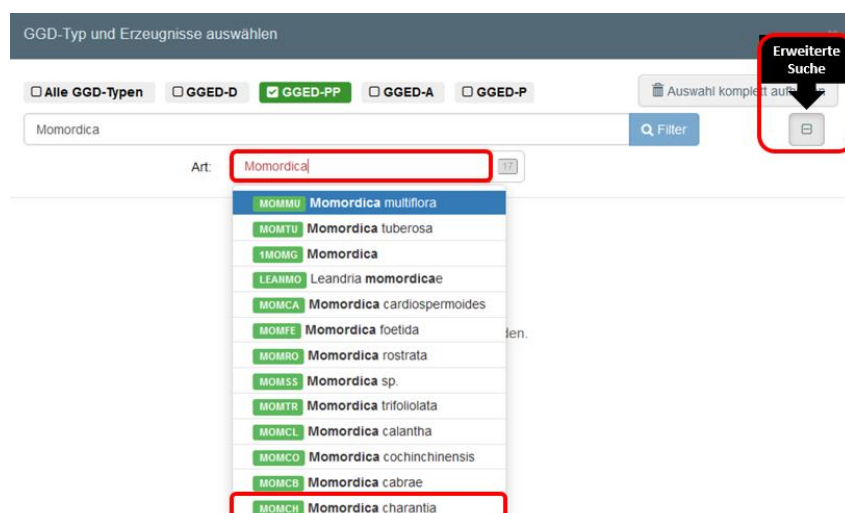 GGD-Typ und Erzeugnisse auswählen
Erweiterte
Suche
Alle GGD-Typen GGED-D GGED-PP GGED-A GGED-P Auswahl komplett
Momordica Filter
Art: Momordica 17
MOMMU Momordica multiflora
MOMTU Momordica tuberosa
1MOMG Momordica
LEANMO Leandria momordicae
MOMCA Momordica cardiospermoides
MOMFE Momordica foetida
den.
MOMRO Momordica rostrata
MOMSS Momordica sp.
MOMTR Momordica trifoliolata
MOMCL Momordica calantha
MOMCO Momordica cochinchinensis
MOMCB Momordica cabrae
MOMCH Momordica charantia